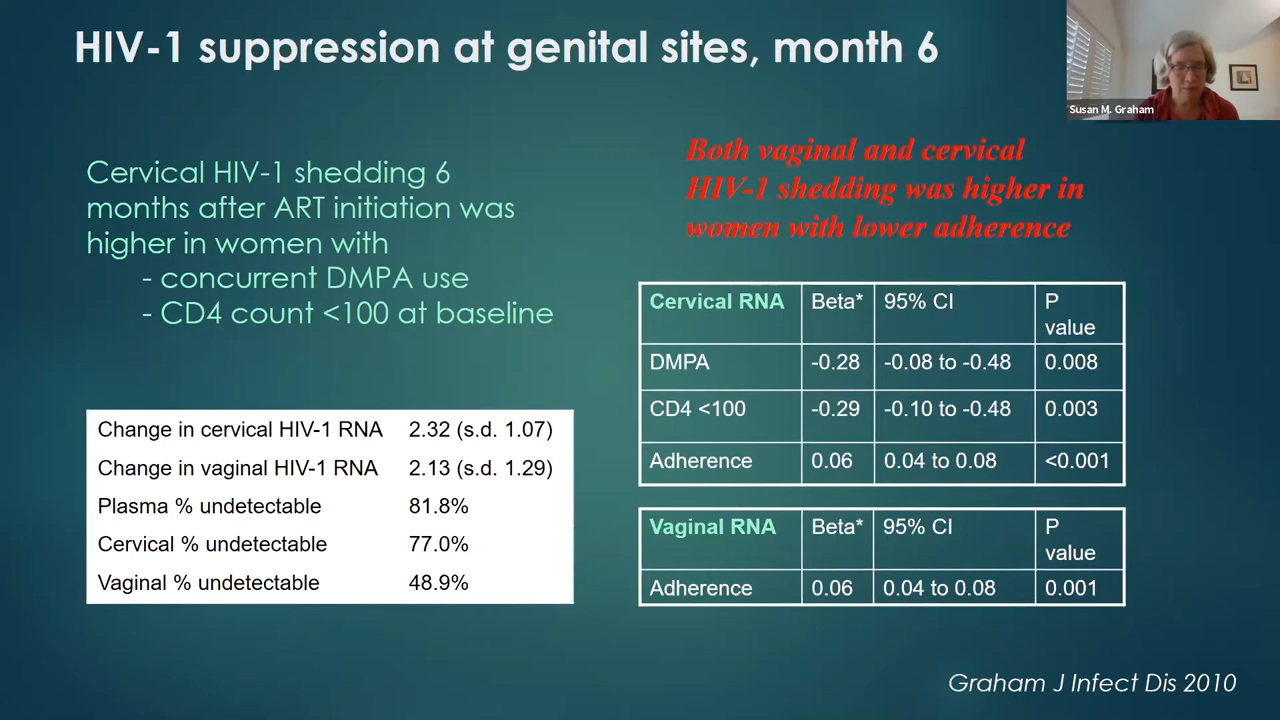 HIV-1 suppression at genital sites, month 6
Susan M. Graham
Cervical HIV-1 shedding 6
months after ART initiation was
higher in women with
- concurrent DMPA use
- CD4 count <100 at baseline
Both vaginal and cervical
HIV-1 shedding was higher in
women with lower adherence
Change in cervical HIV-1 RNA 2.32 (s.d. 1.07)
Change in vaginal HIV-1 RNA 2.13 (s.d. 1.29)
Plasma % undetectable 81.8%
Cervical % undetectable 77.0%
Vaginal % undetectable 48.9%
Cervical RNA Beta* 95% CI P
value
DMPA -0.28 -0.08 to -0.48 0.008
CD4 <100 -0.29 -0.10 to -0.48 0.003
Adherence 0.06 0.04 to 0.08 <0.001
Vaginal RNA Beta* 95% CI P
value
Adherence 0.06 0.04 to 0.08 0.001
Graham J Infect Dis 2010